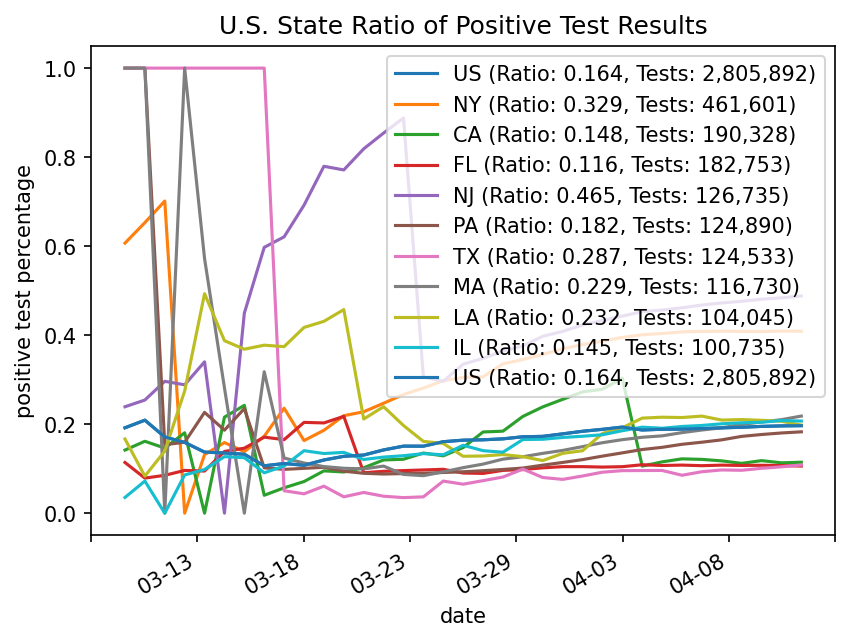 U.S. State Ratio of Positive Test Results
US (Ratio: 0.164, Tests: 2,805,892)
NY (Ratio: 0.329, Tests: 461,601)
CA (Ratio: 0.148, Tests: 190,328)
FL (Ratio: 0.116, Tests: 182,753)
NJ (Ratio: 0.465, Tests: 126,735)
PA (Ratio: 0.182, Tests: 124,890)
TX (Ratio: 0.287, Tests: 124,533)
MA (Ratio: 0.229, Tests: 116,730)
LA (Ratio: 0.232, Tests: 104,045)
IL (Ratio: 0.145, Tests: 100,735)
US (Ratio: 0.164, Tests: 2,805,892)
positive test percentage
1.0
0.8
0.6
0.4
0.2
0.0
03-13
03-18
03-23
03-29
04-03
04-08
date